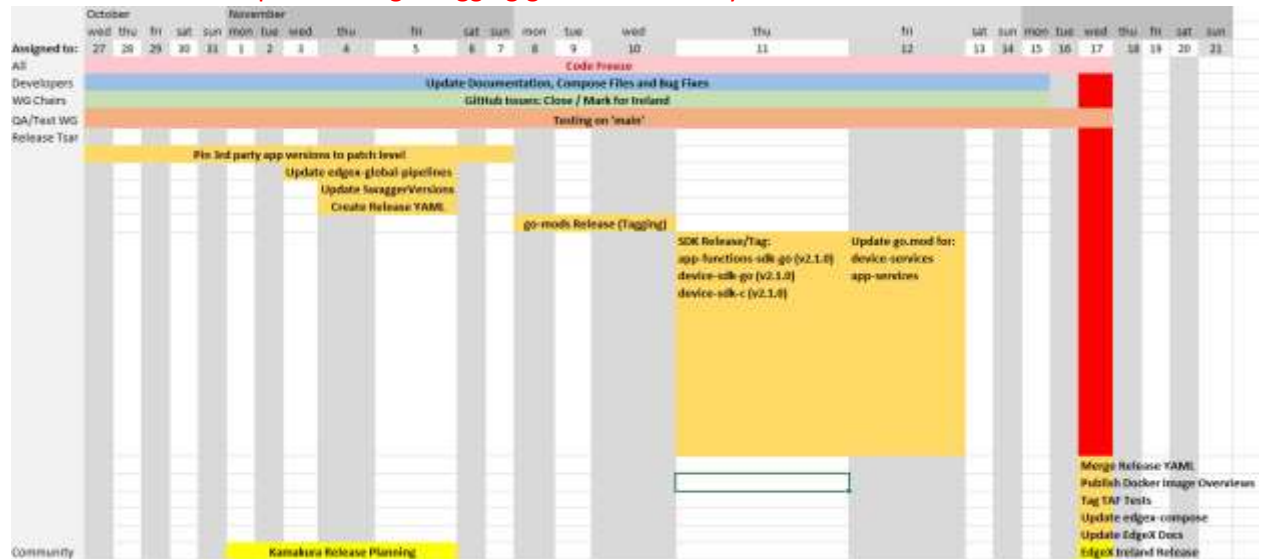 October November
wed thu fri sat sun mon tue wed thu fri sat sun mon tue wed thu fri sat sun mon tue wed thu fri sat sun
Assigned to: 27 28 29 30 31 1 2 3 4 5 6 7 8 9 10 11 12 13 14 15 16 17 18 19 20 21
All Code Freeze
Developers Update Documentation, Compose Files and Bug Fixes
WG Chairs GitHub Issues: Close / Mark for Ireland
QA/Test WG Testing on 'main'
Release Tsar
Pin 3rd party app versions to patch level
Update edgex-global-pipelines
Update SwaggerVersions
Create Release YAML
go-mods Release (Tagging)
SDK Release/Tag: Update go.mod for:
app-functions-sdk-go (v2.1.0) device-services
device-sdk-go (v2.1.0) app-services
device-sdk-c (v2.1.0)
Merge Release YAML
Publish Docker Image Overviews
Tag TAF Tests
Update edgex-compose
Update EdgeX Docs
Community Kamakura Release Planning EdgeX Ireland Release